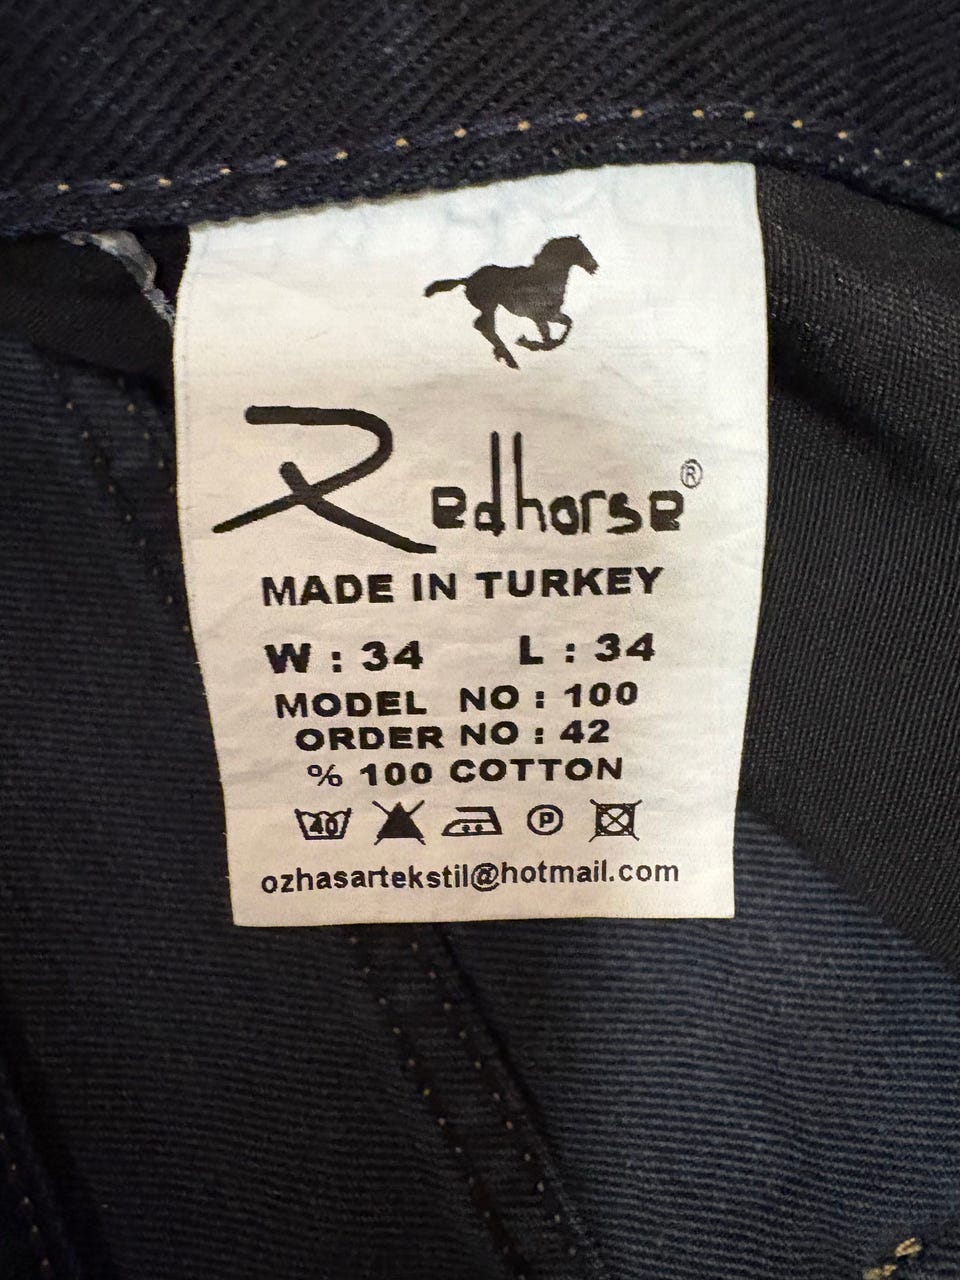 Redhorse®
MADE IN TURKEY
W : 34 L : 34
MODEL NO : 100
ORDER NO : 42
% 100 COTTON
40 P
ozhasartekstil@hotmail.com